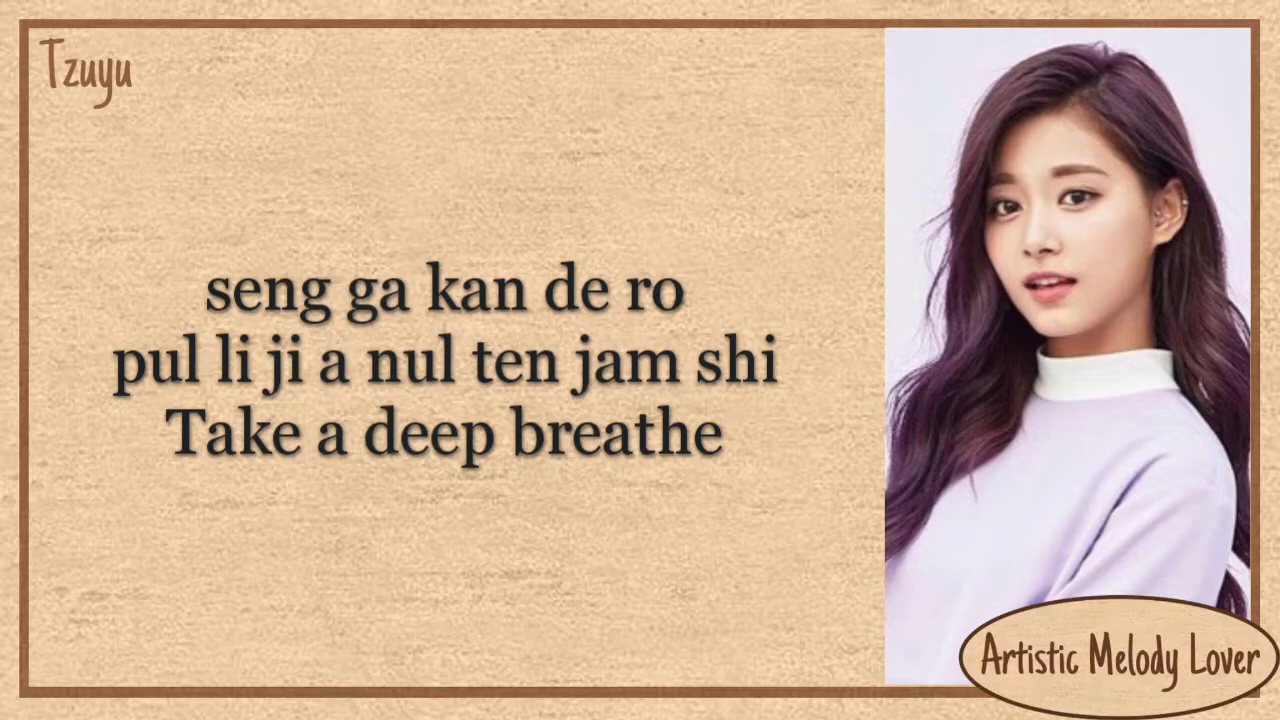 Tzuyu
seng ga kan de ro
pul li ji a nul ten jam shi
Take a deep breathe
Artistic Melody Lover